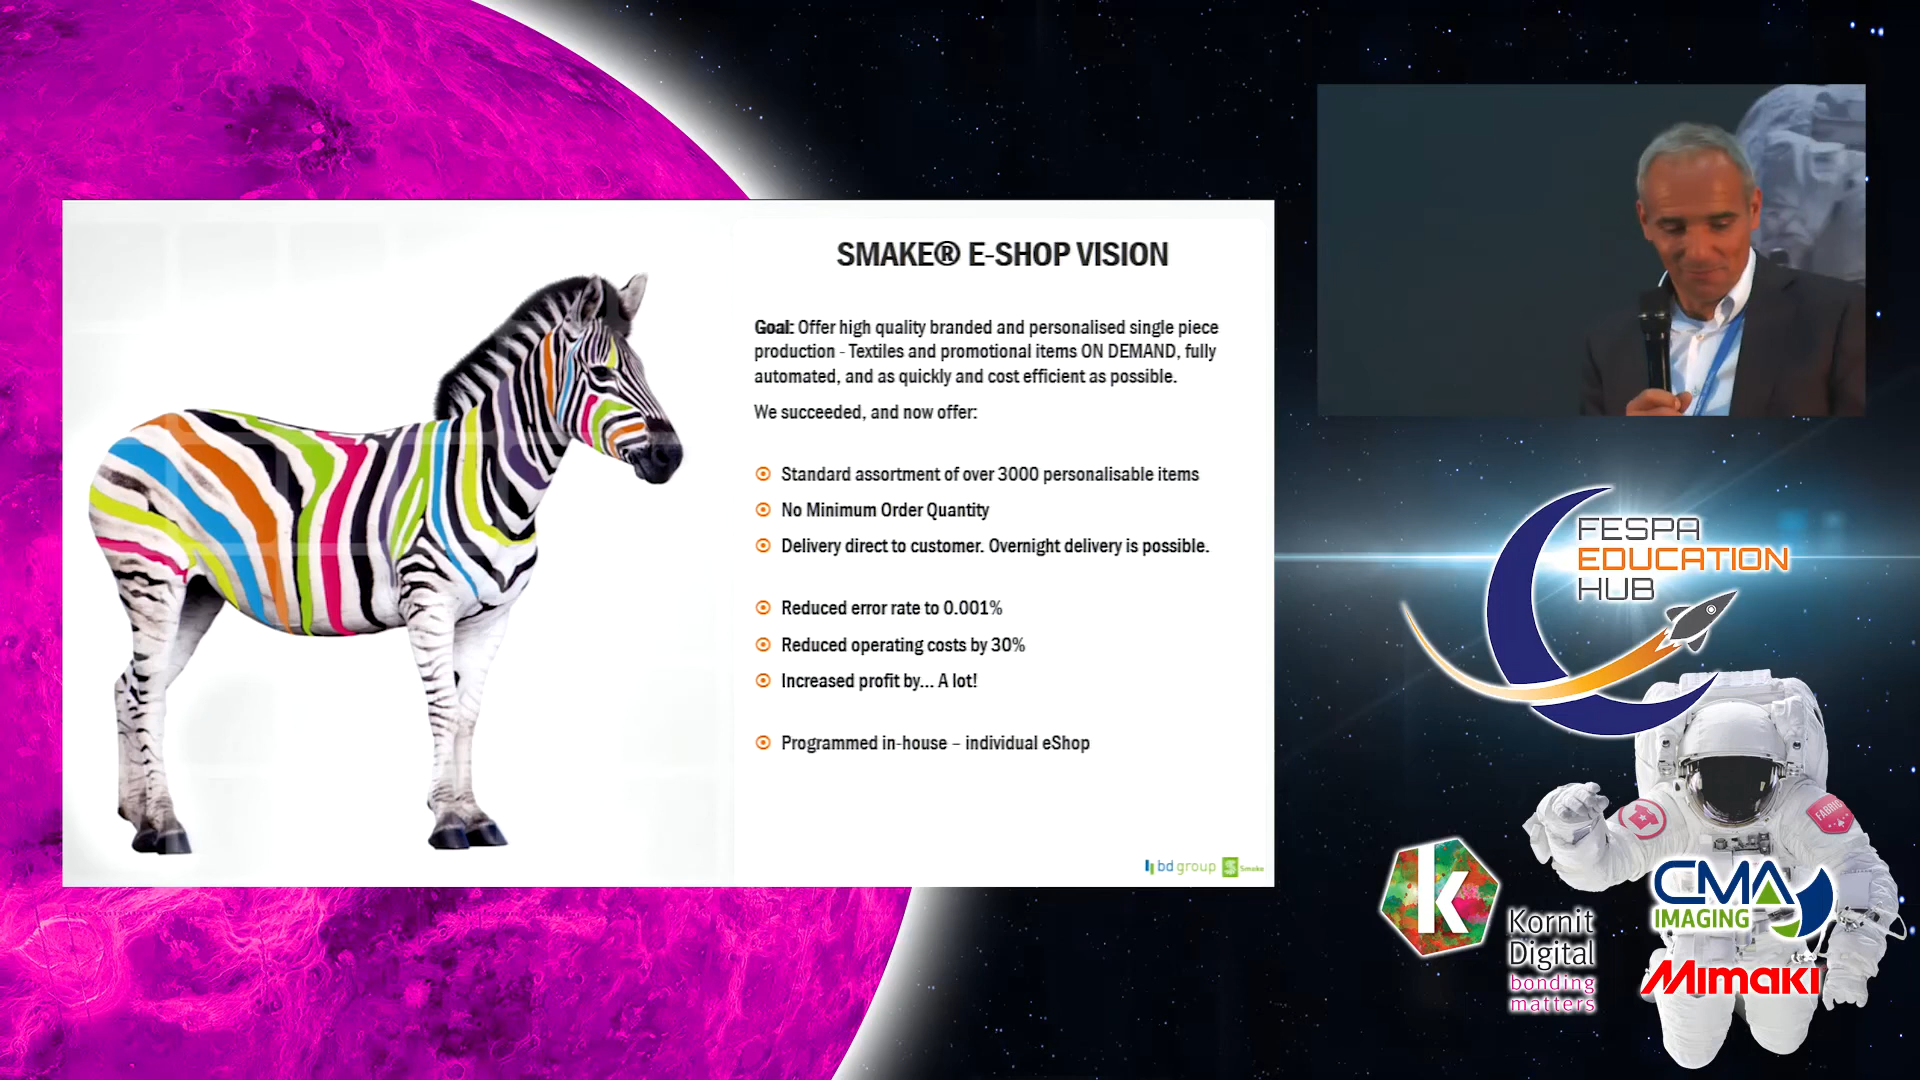 SMAKE® E-SHOP VISION
Goal: Offer high quality branded and personalised single piece
production - Textiles and promotional items ON DEMAND, fully
automated, and as quickly and cost efficient as possible.
We succeeded, and now offer:
Standard assortment of over 3000 personalisable items
No Minimum Order Quantity
Delivery direct to customer. Overnight delivery is possible.
Reduced error rate to 0.001%
Reduced operating costs by 30%
Increased profit by... A lot!
Programmed in-house – individual eShop
bd group
Smake
FESPA
EDUCATION
HUB
FABRIC
K
Kornit
Digital
bonding
matters
CMA
IMAGING
Mimaki